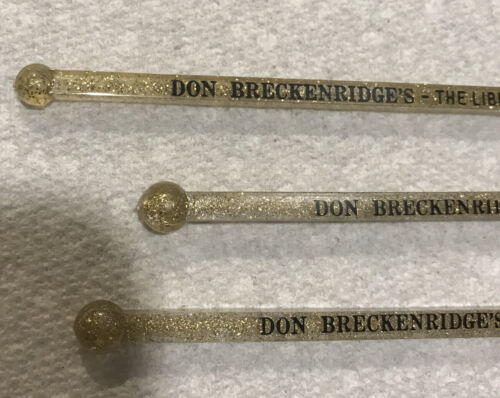 DON BRECKENRIDGE'S - THE LIB
DON BRECKENRI
DON BRECKENRIDGE'S